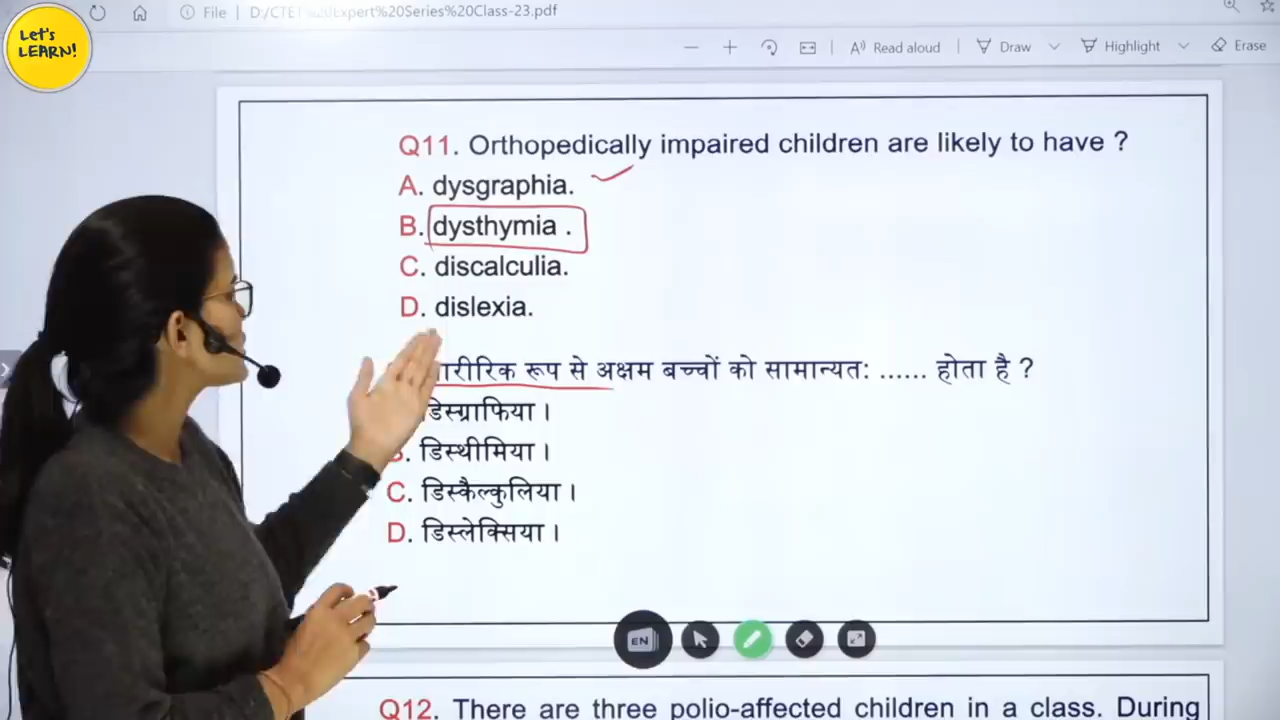 Let's
LEARN!
File | D:/CTET%20Expert%20Series%20Class-23.pdf
Read aloud
Draw
Highlight
Erase
Q11. Orthopedically impaired children are likely to have ?
A. dysgraphia.
B. dysthymia .
C. discalculia.
D. dislexia.
रूप से अक्षम बच्चों को सामान्यतः ...... होता है ?
डिस्ग्राफिया ।
डिस्थीमिया ।
C. डिस्कैल्कुलिया ।
D. डिस्लेक्सिया ।
EN
Q12. There are three polio-affected children in a class. During